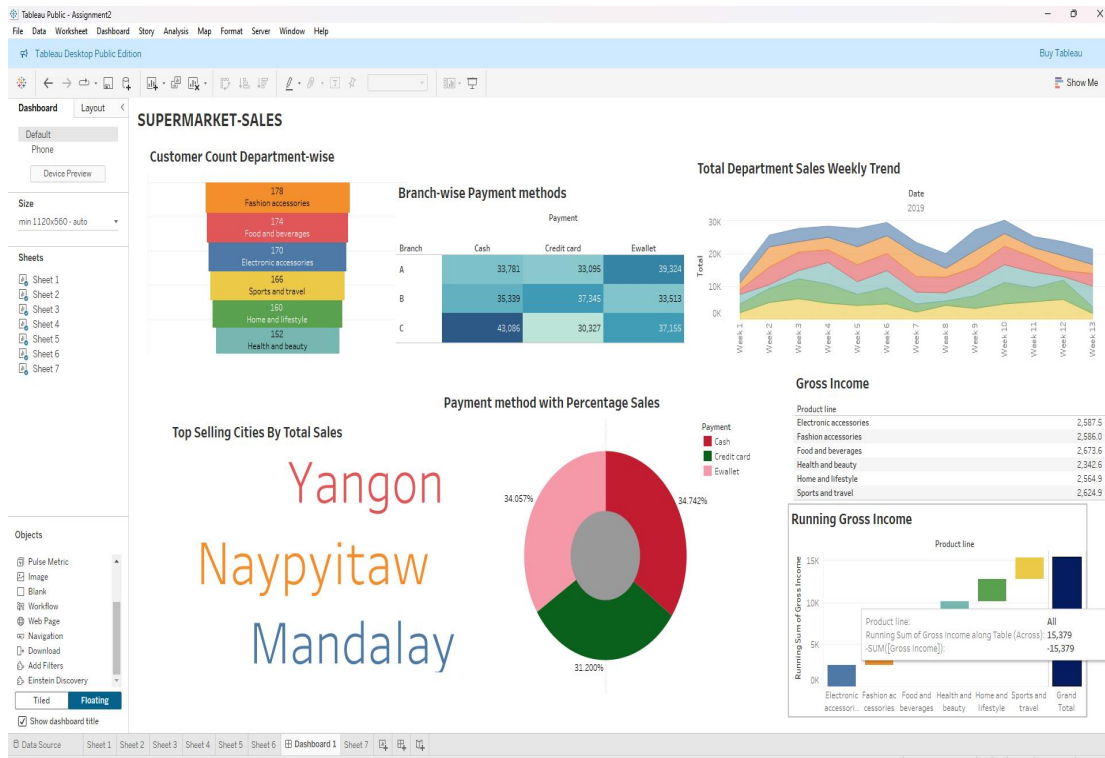 Tableau Public - Assignment2
File Data Worksheet Dashboard Story Analysis Map Format Server Window Help
Tableau Desktop Public Edition
Buy Tableau
Show Me
Dashboard Layout
Default
Phone
Device Preview
Size
min 1120x560 - auto
Sheets
Sheet 1
Sheet 2
Sheet 3
Sheet 4
Sheet 5
Sheet 6
Sheet 7
Objects
Pulse Metric
Image
Blank
Workflow
Web Page
Navigation
Download
Add Filters
Einstein Discovery
Tiled Floating
Show dashboard title
SUPERMARKET-SALES
Customer Count Department-wise
178
Fashion accessories
174
Food and beverages
170
Electronic accessories
166
Sports and travel
160
Home and lifestyle
152
Health and beauty
Branch-wise Payment methods
Payment
Branch Cash Credit card Ewallet
A 33,781 33,095 39,324
B 35,339 37,345 33,513
C 43,086 30,327 37,155
Total Department Sales Weekly Trend
Date
2019
Total
30K
20K
10K
0K
Week 1 Week 2 Week 3 Week 4 Week 5 Week 6 Week 7 Week 8 Week 9 Week 10 Week 11 Week 12 Week 13
Top Selling Cities By Total Sales
Yangon
Naypyitaw
Mandalay
Payment method with Percentage Sales
34.057%
34.742%
31.200%
Payment
Cash
Credit card
Ewallet
Gross Income
Product line
Electronic accessories 2,587.5
Fashion accessories 2,586.0
Food and beverages 2,673.6
Health and beauty 2,342.6
Home and lifestyle 2,564.9
Sports and travel 2,624.9
Running Gross Income
Product line
Running Sum of Gross Income
15K
10K
5K
0K
Product line: All
Running Sum of Gross Income along Table (Across): 15,379
-SUM([Gross Income]): -15,379
Electronic Fashion ac Food and Health and Home and Sports and Grand
accessori.. cessories beverages beauty lifestyle travel Total
Data Source Sheet 1 Sheet 2 Sheet 3 Sheet 4 Sheet 5 Sheet 6 Dashboard 1 Sheet 7